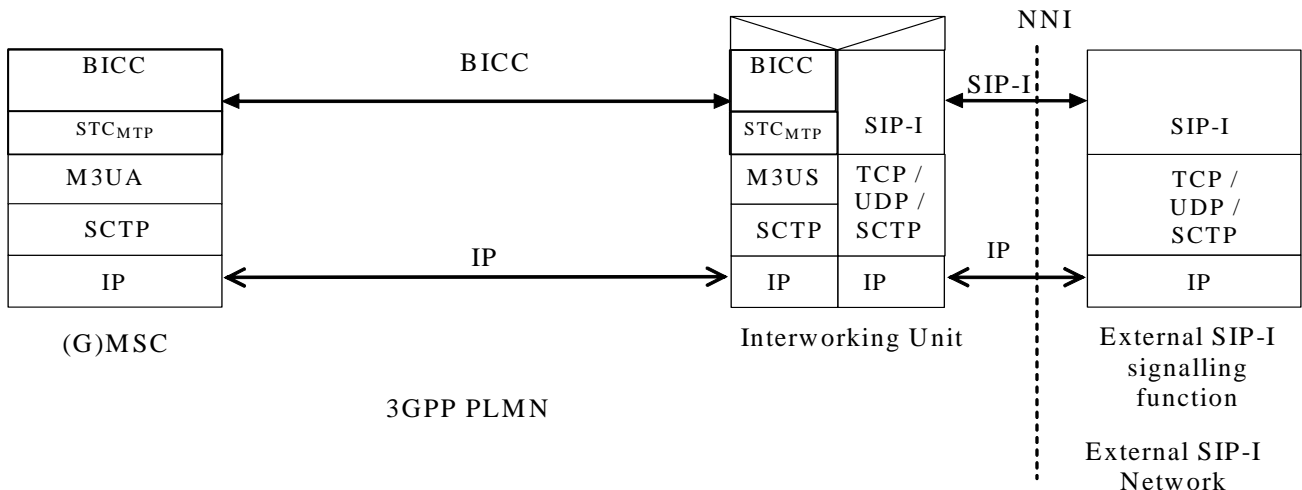 NNI
BICC
STCMTP
M3UA
SCTP
IP
(G)MSC
BICC
IP
3GPP PLMN
BICC
STCMTP
M3US
SCTP
IP
SIP-I
TCP /
UDP /
SCTP
IP
Interworking Unit
SIP-I
IP
SIP-I
TCP /
UDP /
SCTP
IP
External SIP-I
signalling
function
External SIP-I
Network